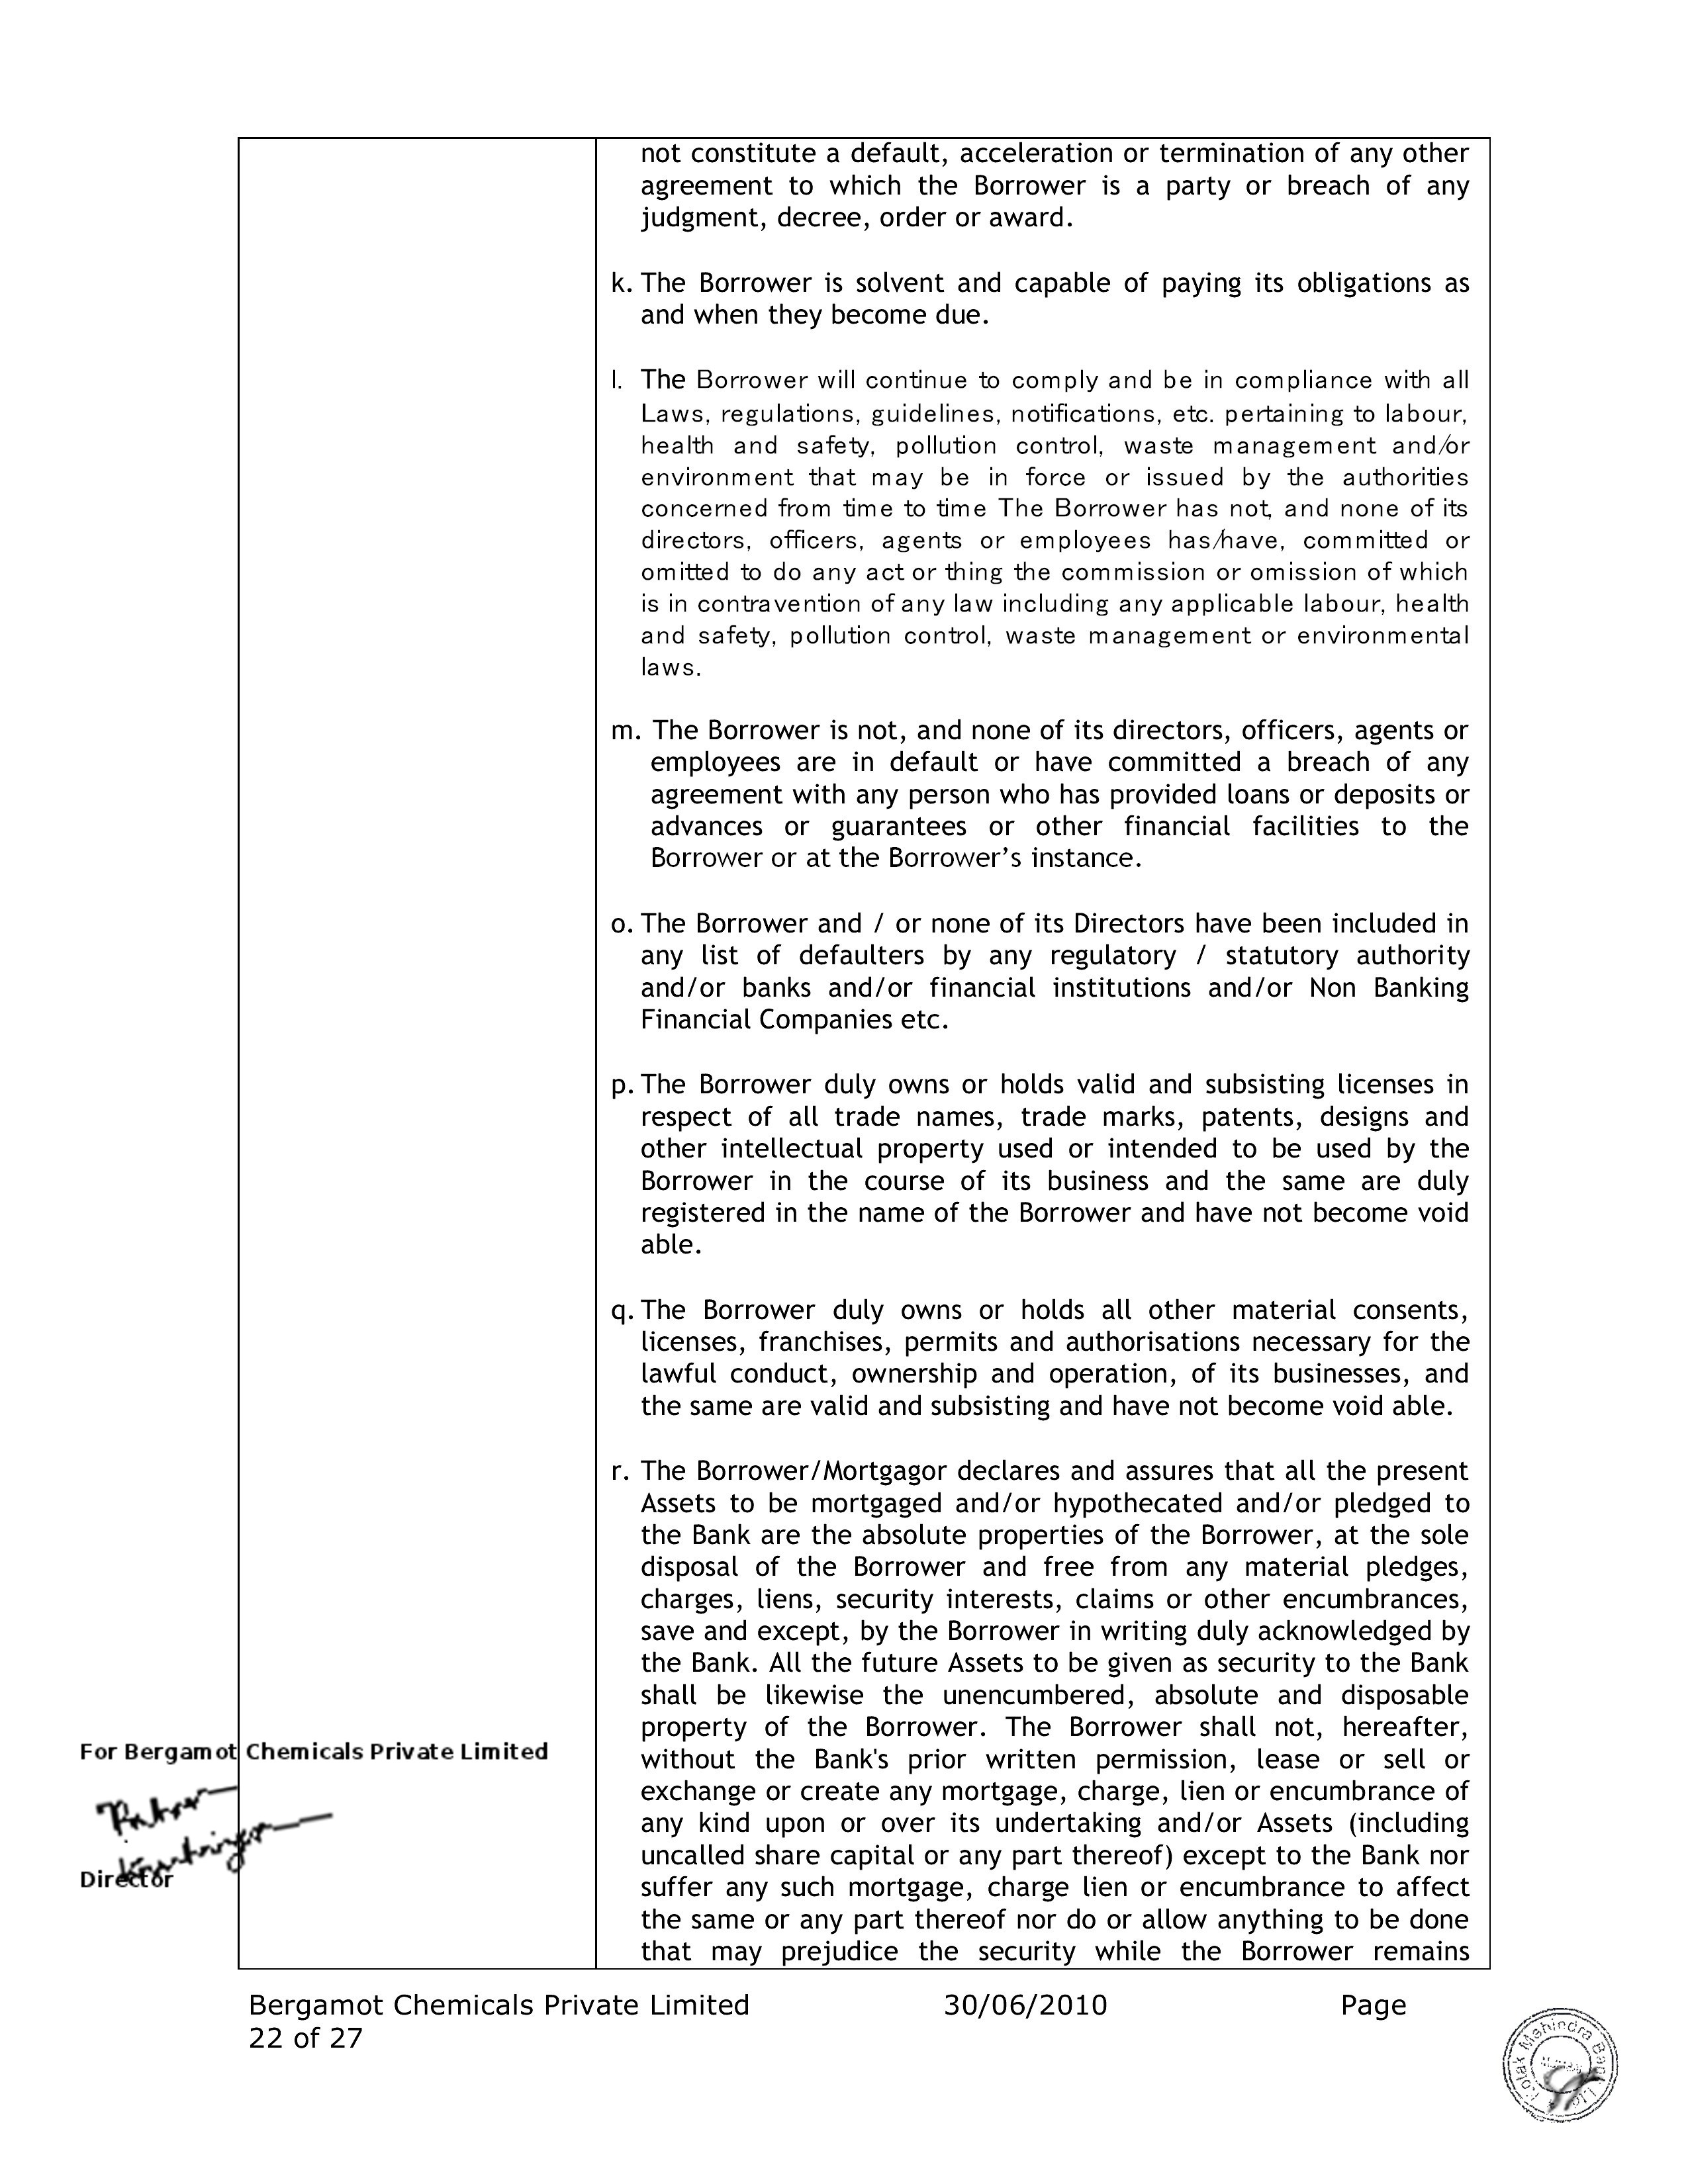 not constitute a default, acceleration or termination of any other
agreement to which the Borrower is a party or breach of any
judgment, decree, order or award.
k. The Borrower is solvent and capable of paying its obligations as
and when they become due.
l. The Borrower will continue to comply and be in compliance with all
Laws, regulations, guidelines, notifications, etc. pertaining to labour,
health and safety, pollution control, waste management and/or
environment that may be in force or issued by the authorities
concerned from time to time The Borrower has not, and none of its
directors, officers, agents or employees has/have, committed or
omitted to do any act or thing the commission or omission of which
is in contravention of any law including any applicable labour, health
and safety, pollution control, waste management or environmental
laws.
m. The Borrower is not, and none of its directors, officers, agents or
employees are in default or have committed a breach of any
agreement with any person who has provided loans or deposits or
advances or guarantees or other financial facilities to the
Borrower or at the Borrower’s instance.
o. The Borrower and / or none of its Directors have been included in
any list of defaulters by any regulatory / statutory authority
and/or banks and/or financial institutions and/or Non Banking
Financial Companies etc.
p. The Borrower duly owns or holds valid and subsisting licenses in
respect of all trade names, trade marks, patents, designs and
other intellectual property used or intended to be used by the
Borrower in the course of its business and the same are duly
registered in the name of the Borrower and have not become void
able.
q. The Borrower duly owns or holds all other material consents,
licenses, franchises, permits and authorisations necessary for the
lawful conduct, ownership and operation, of its businesses, and
the same are valid and subsisting and have not become void able.
r. The Borrower/Mortgagor declares and assures that all the present
Assets to be mortgaged and/or hypothecated and/or pledged to
the Bank are the absolute properties of the Borrower, at the sole
disposal of the Borrower and free from any material pledges,
charges, liens, security interests, claims or other encumbrances,
save and except, by the Borrower in writing duly acknowledged by
the Bank. All the future Assets to be given as security to the Bank
shall be likewise the unencumbered, absolute and disposable
property of the Borrower. The Borrower shall not, hereafter,
without the Bank's prior written permission, lease or sell or
exchange or create any mortgage, charge, lien or encumbrance of
any kind upon or over its undertaking and/or Assets (including
uncalled share capital or any part thereof) except to the Bank nor
suffer any such mortgage, charge lien or encumbrance to affect
the same or any part thereof nor do or allow anything to be done
that may prejudice the security while the Borrower remains
For Bergamot Chemicals Private Limited
Director
Bergamot Chemicals Private Limited 30/06/2010 Page
22 of 27
Kotak Mahindra Bank Ltd